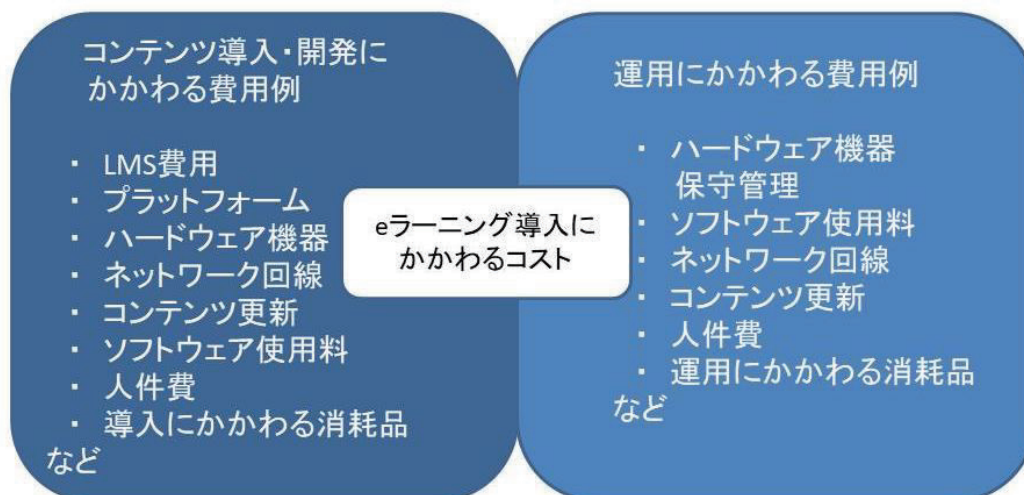 コンテンツ導入・開発に
かかわる費用例
・ LMS費用
・ プラットフォーム
・ ハードウェア機器
・ ネットワーク回線
・ コンテンツ更新
・ ソフトウェア使用料
・ 人件費
・ 導入にかかわる消耗品
など
eラーニング導入に
かかわるコスト
運用にかかわる費用例
・ ハードウェア機器
保守管理
・ ソフトウェア使用料
・ ネットワーク回線
・ コンテンツ更新
・ 人件費
・ 運用にかかわる消耗品
など